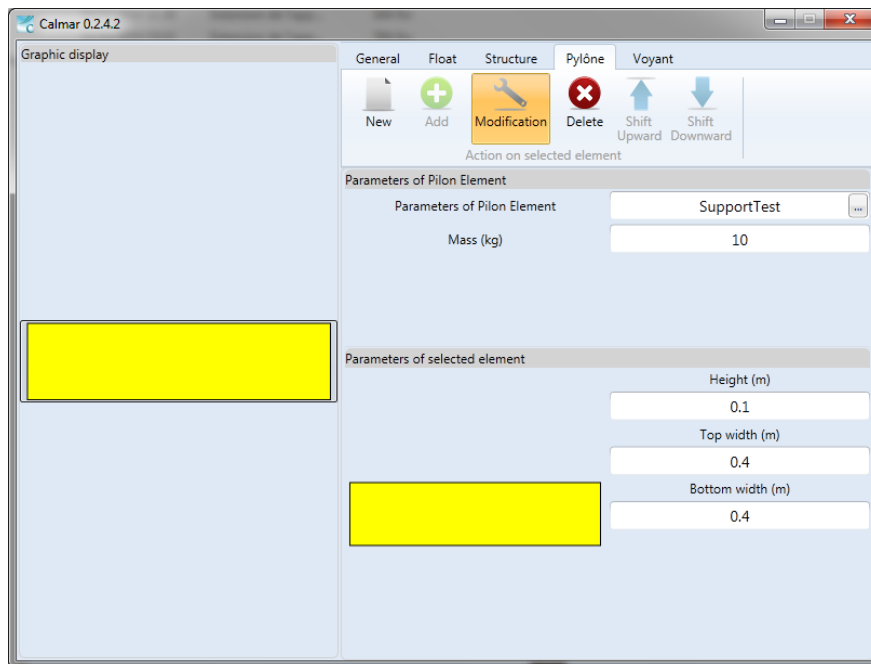 Calmar 0.2.4.2
Graphic display
General Float Structure Pylône Voyant
New Add Modification Delete Shift Upward Shift Downward
Action on selected element
Parameters of Pilon Element
Parameters of Pilon Element SupportTest ...
Mass (kg) 10
Parameters of selected element
Height (m)
0.1
Top width (m)
0.4
Bottom width (m)
0.4